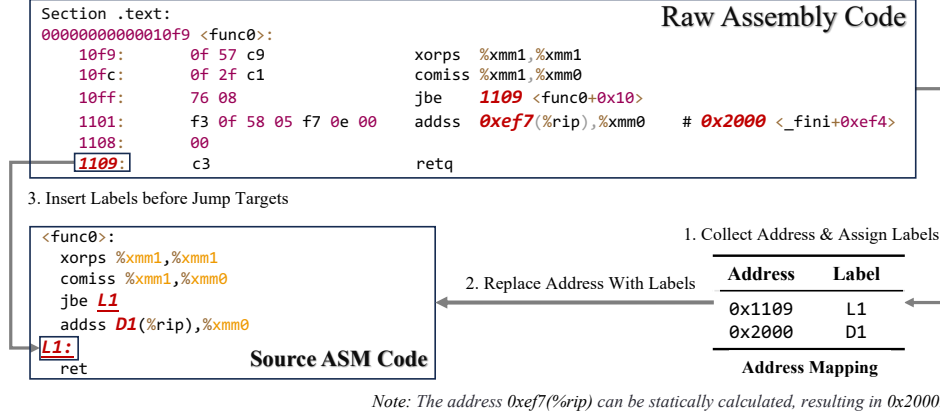 Section .text:
Raw Assembly Code
00000000000010f9 <func0>:
10f9: 0f 57 c9 xorps %xmm1,%xmm1
10fc: 0f 2f c1 comiss %xmm1,%xmm0
10ff: 76 08 jbe 1109 <func0+0x10>
1101: f3 0f 58 05 f7 0e 00 addss 0xef7(%rip),%xmm0 # 0x2000 <_fini+0xef4>
1108: 00
1109: c3 retq
3. Insert Labels before Jump Targets
<func0>:
xorps %xmm1,%xmm1
comiss %xmm1,%xmm0
jbe L1
addss D1(%rip),%xmm0
L1:
ret
Source ASM Code
2. Replace Address With Labels
1. Collect Address & Assign Labels
Address Label
0x1109 L1
0x2000 D1
Address Mapping
Note: The address 0xef7(%rip) can be statically calculated, resulting in 0x2000